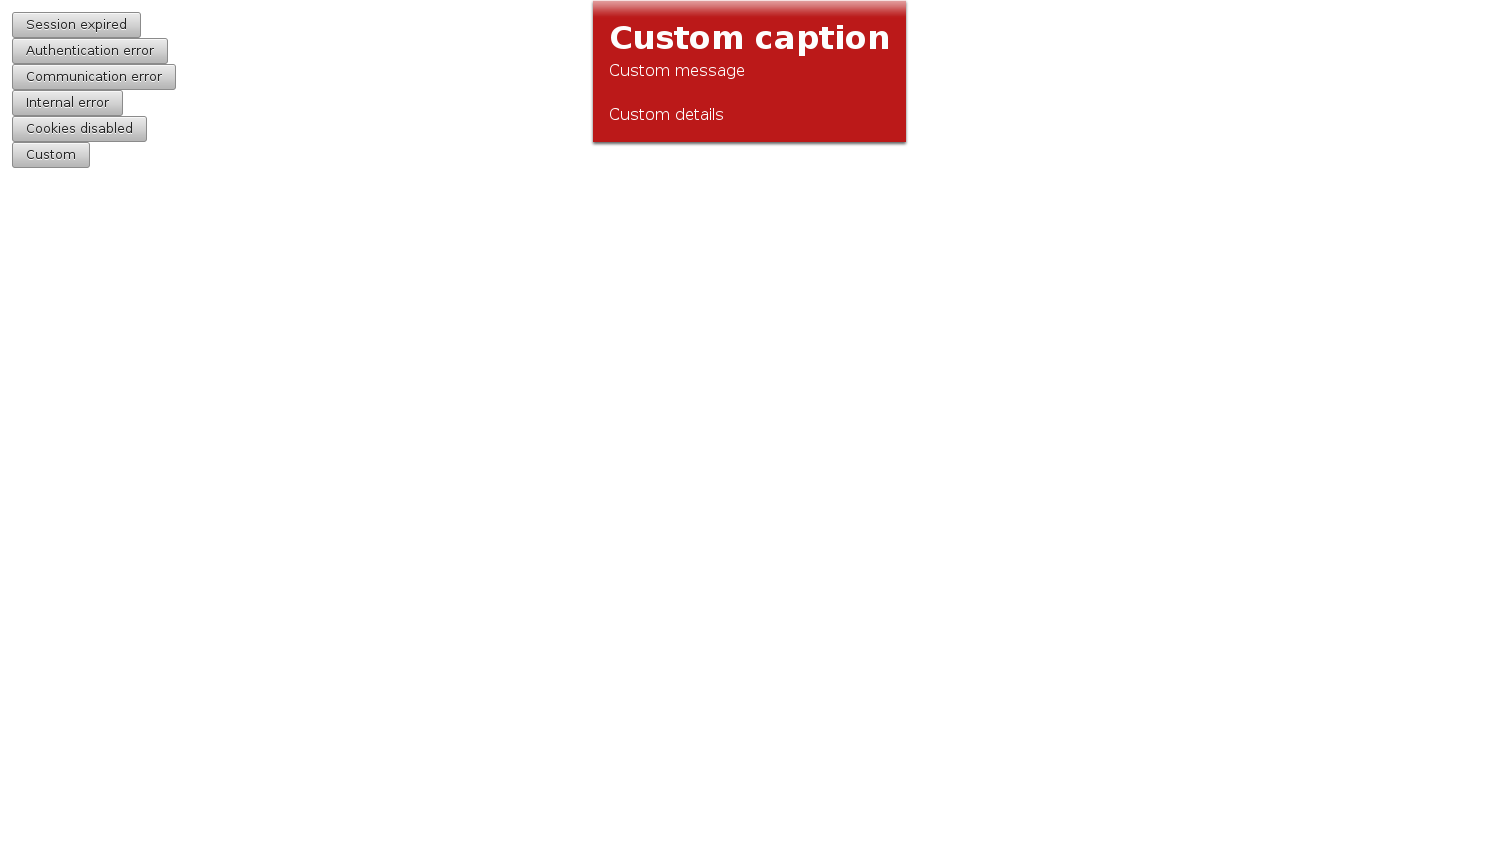 Session expired
Authentication error
Communication error
Internal error
Cookies disabled
Custom
Custom caption
Custom message
Custom details